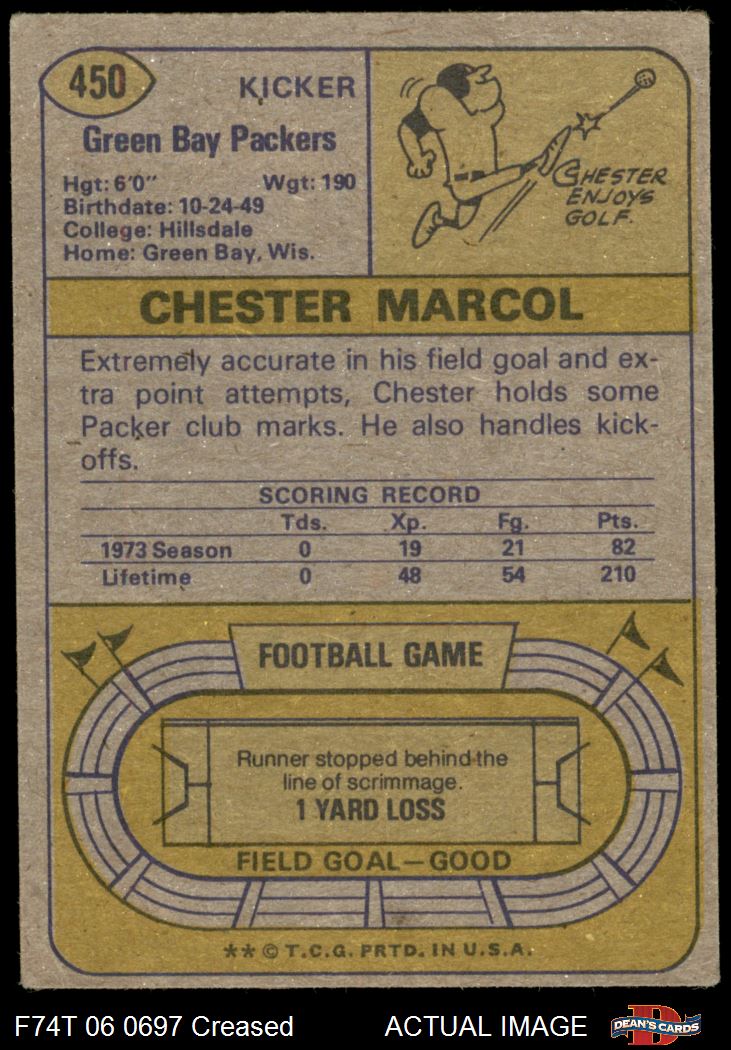 450
KICKER
Green Bay Packers
Hgt: 6'0" Wgt: 190
Birthdate: 10-24-49
College: Hillsdale
Home: Green Bay, Wis.
CHESTER
ENJOYS
GOLF.
CHESTER MARCOL
Extremely accurate in his field goal and ex-
tra point attempts, Chester holds some
Packer club marks. He also handles kick-
offs.
SCORING RECORD
Tds. Xp. Fg. Pts.
1973 Season 0 19 21 82
Lifetime 0 48 54 210
FOOTBALL GAME
Runner stopped behind the
line of scrimmage.
1 YARD LOSS
FIELD GOAL—GOOD
** © T.C.G. PRTD. IN U.S.A.
F74T 06 0697 Creased ACTUAL IMAGE
D
DEAN'S CARDS